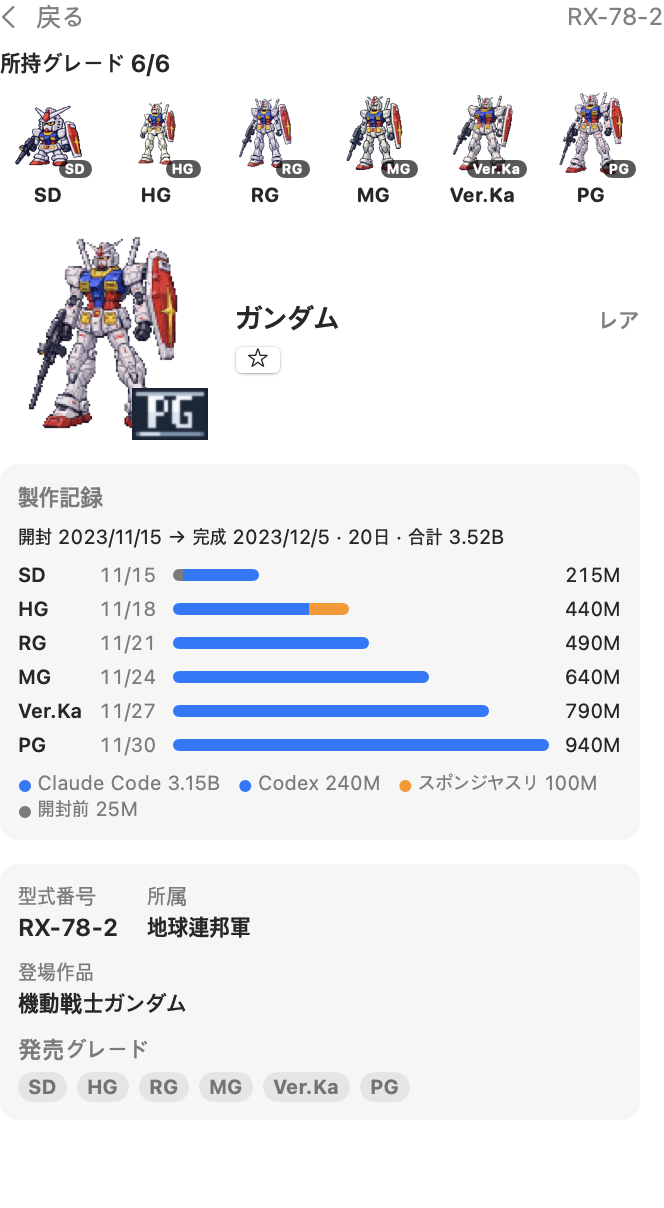 戻る RX-78-2
所持グレード 6/6
SD HG RG MG Ver.Ka PG
SD HG RG MG Ver.Ka PG
ガンダム レア
☆
PG
製作記録
開封 2023/11/15 → 完成 2023/12/5 · 20日 · 合計 3.52B
SD 11/15 215M
HG 11/18 440M
RG 11/21 490M
MG 11/24 640M
Ver.Ka 11/27 790M
PG 11/30 940M
Claude Code 3.15B Codex 240M スポンジヤスリ 100M
開封前 25M
型式番号 所属
RX-78-2 地球連邦軍
登場作品
機動戦士ガンダム
発売グレード
SD HG RG MG Ver.Ka PG